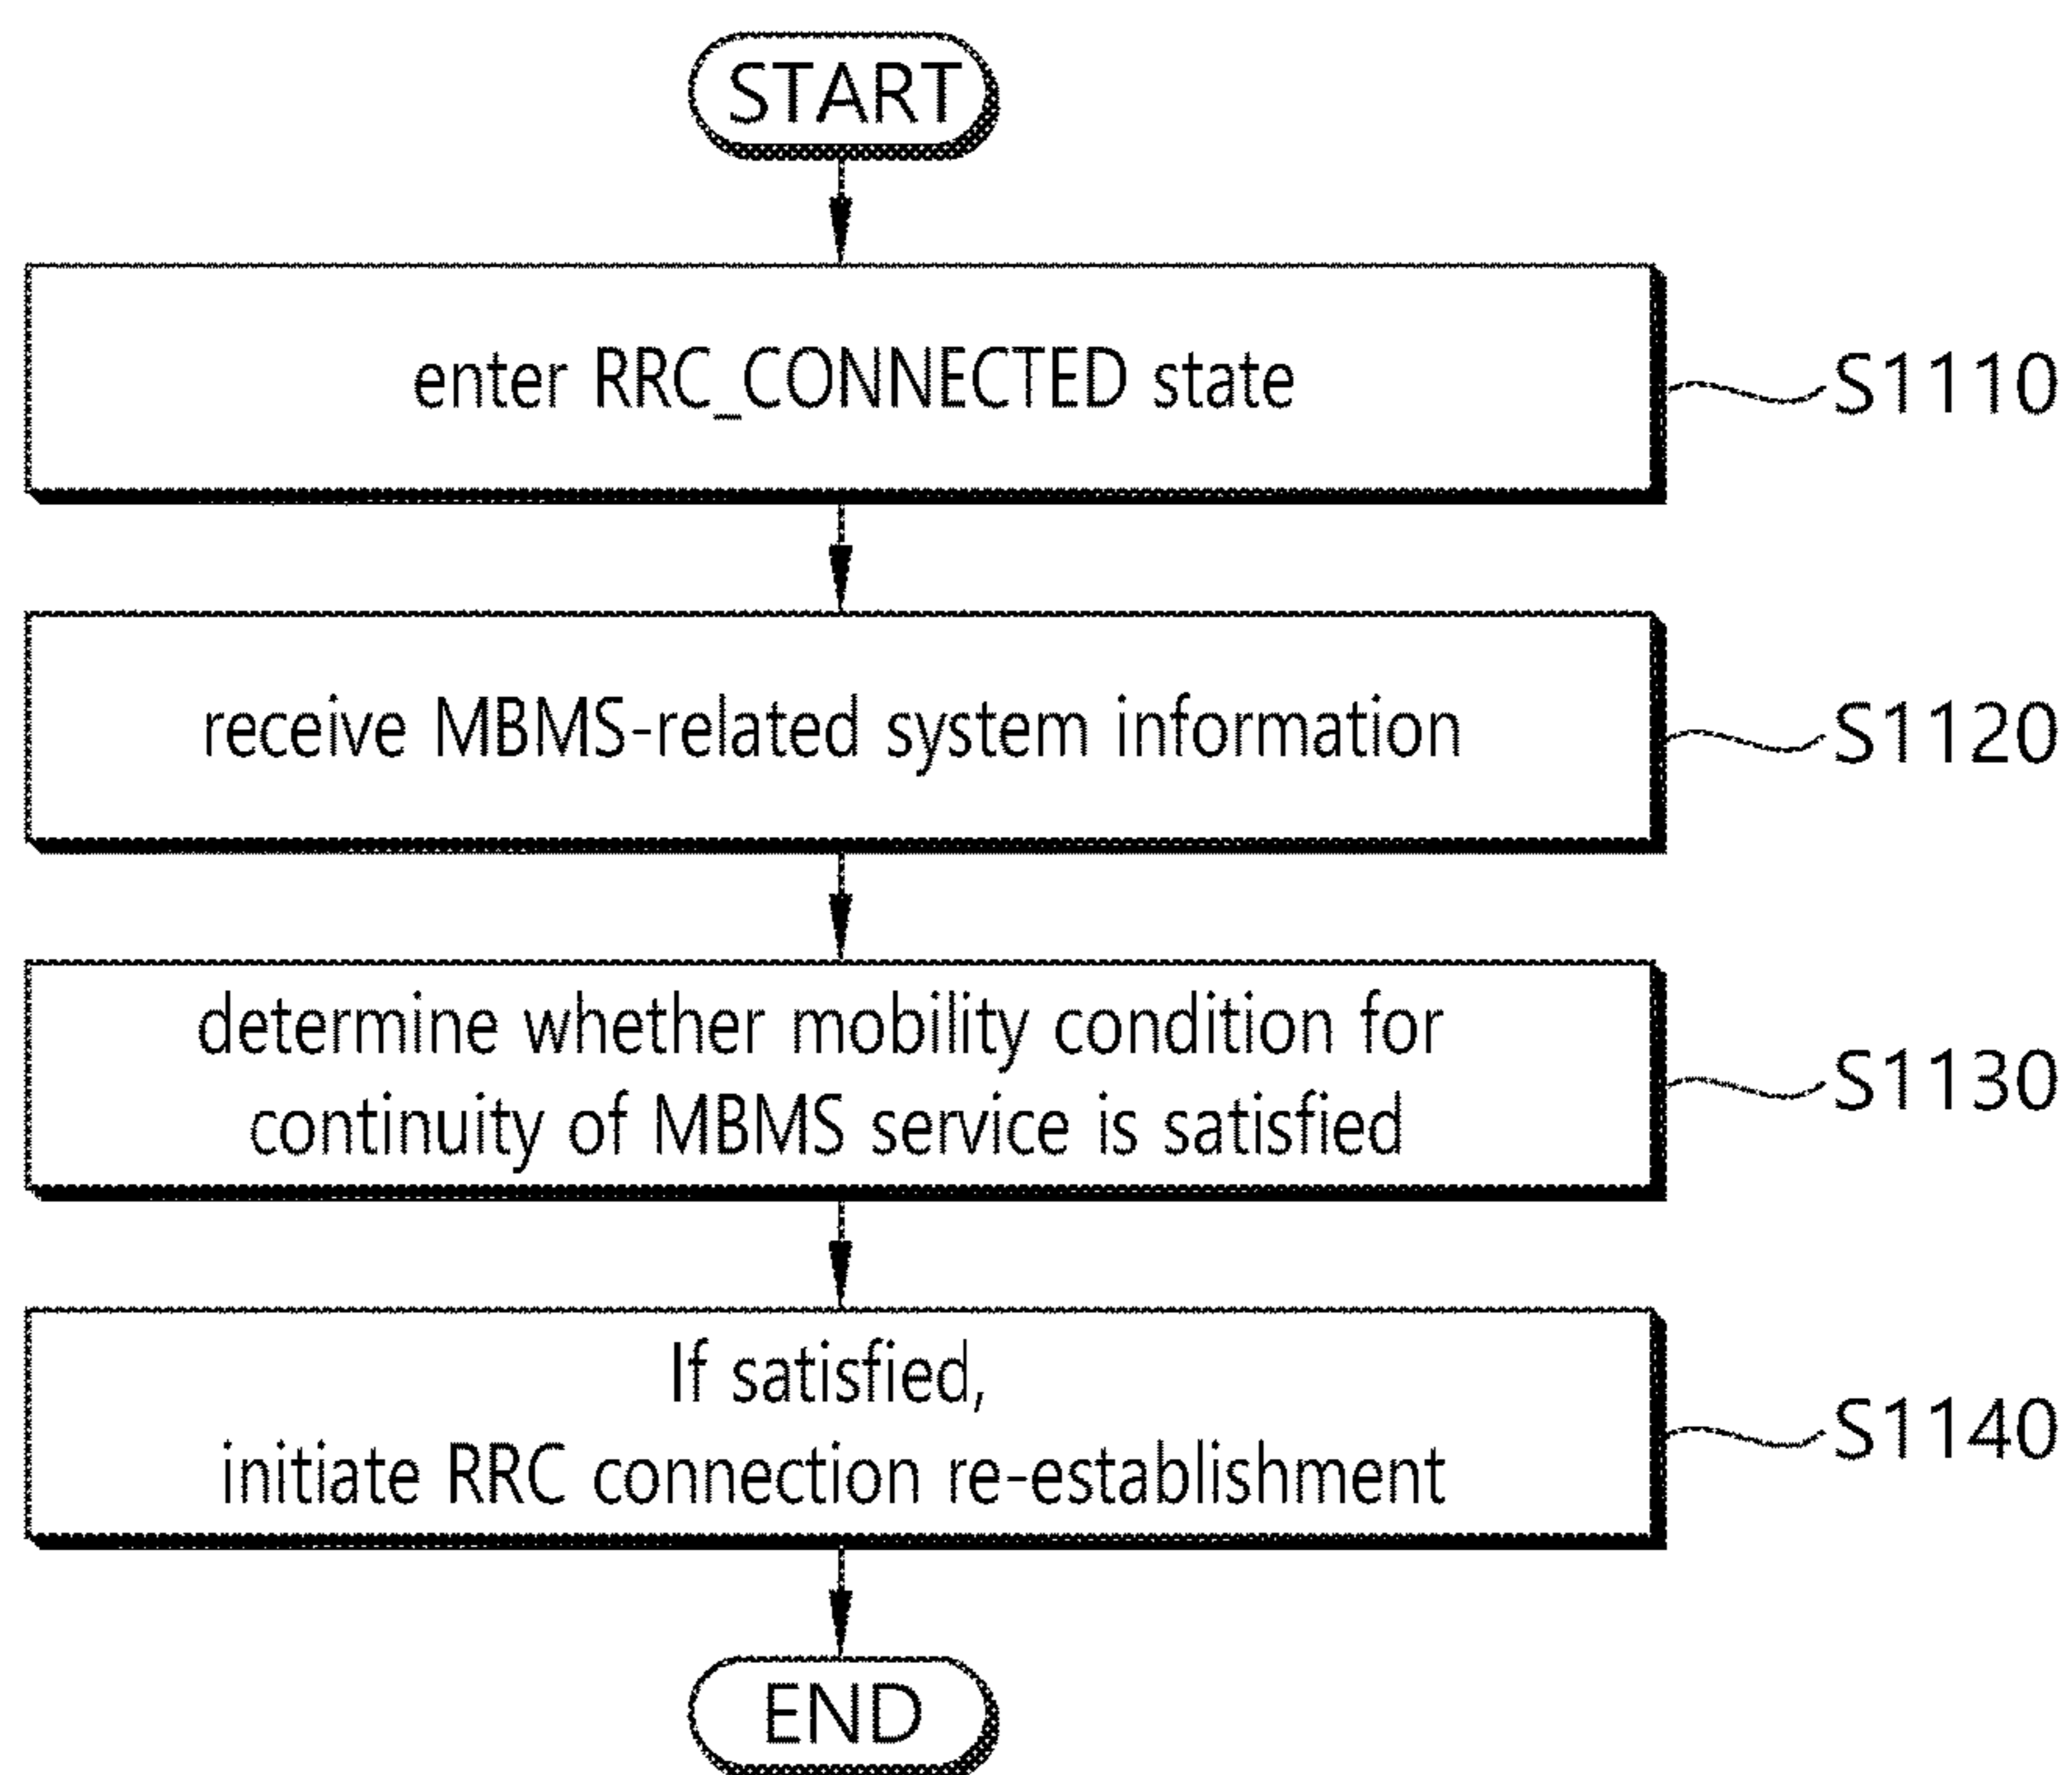 START
enter RRC_CONNECTED state
S1110
receive MBMS-related system information
S1120
determine whether mobility condition for
continuity of MBMS service is satisfied
S1130
If satisfied,
initiate RRC connection re-establishment
S1140
END